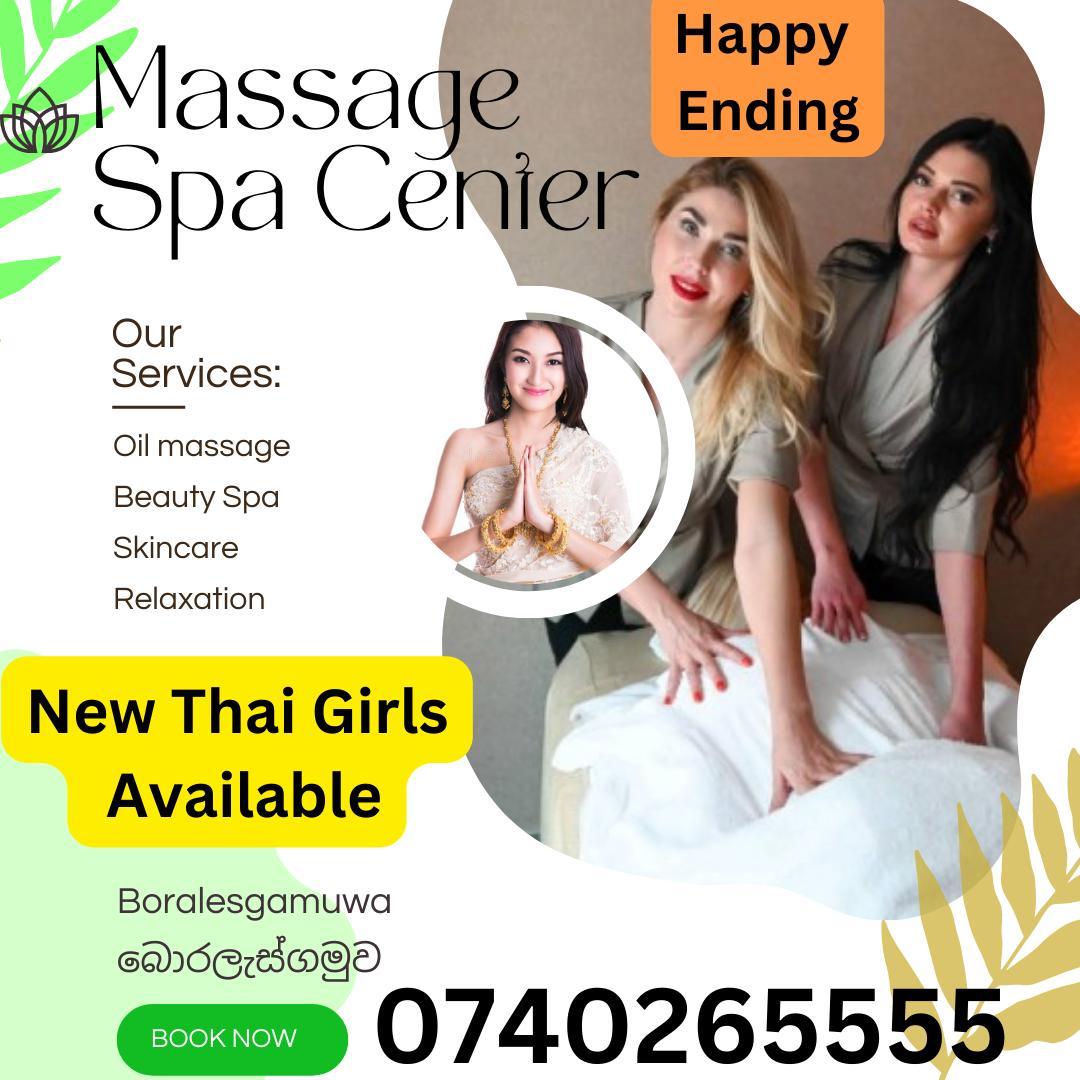 Massage
Spa Center
Happy
Ending
Our
Services:
Oil massage
Beauty Spa
Skincare
Relaxation
New Thai Girls
Available
Boralesgamuwa
බොරලැස්ගමුව
BOOK NOW
0740265555